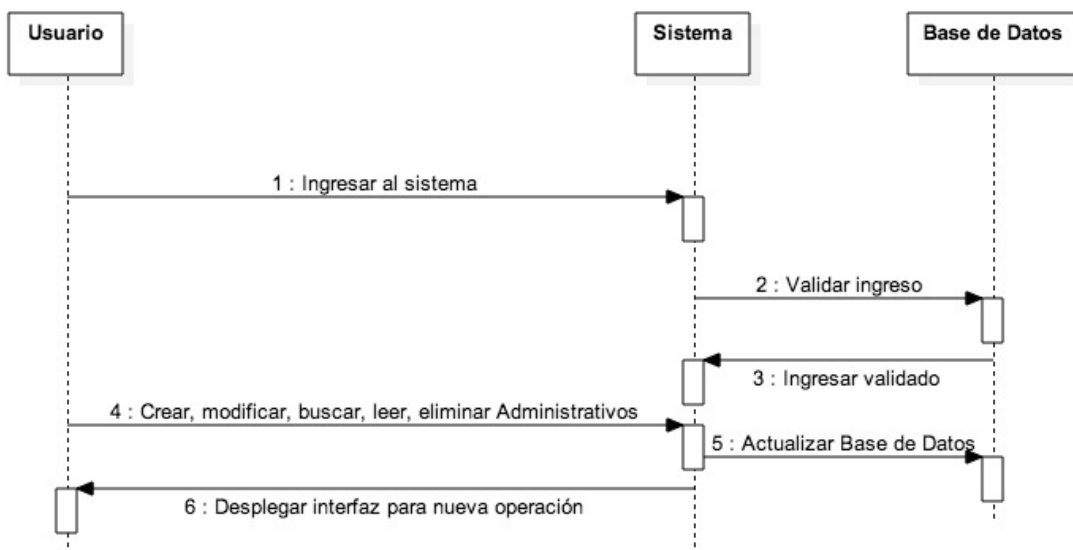 Usuario
Sistema
Base de Datos
1 : Ingresar al sistema
2 : Validar ingreso
3 : Ingresar validado
4 : Crear, modificar, buscar, leer, eliminar Administrativos
5 : Actualizar Base de Datos
6 : Desplegar interfaz para nueva operación